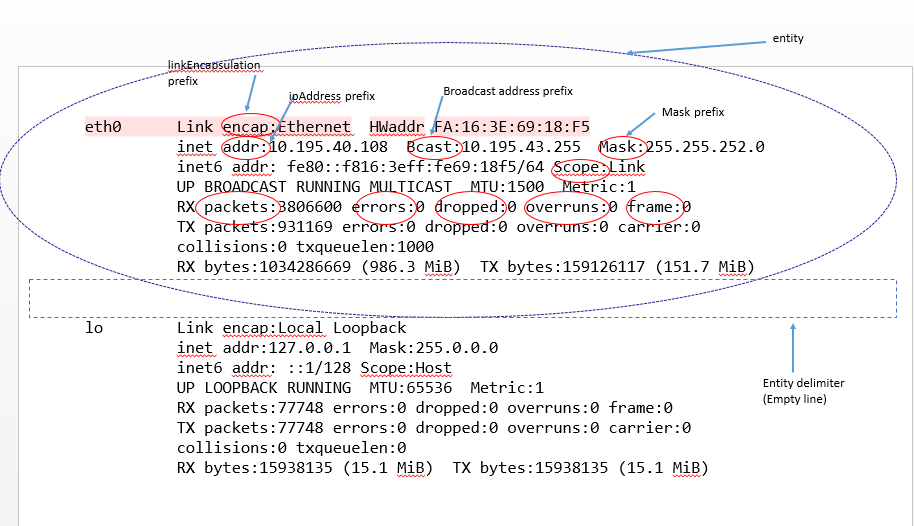 entity
linkEncapsulation
prefix
ipAddress prefix
Broadcast address prefix
Mask prefix
eth0 Link encap:Ethernet HWaddr FA:16:3E:69:18:F5
inet addr:10.195.40.108 Bcast:10.195.43.255 Mask:255.255.252.0
inet6 addr: fe80::f816:3eff:fe69:18f5/64 Scope:Link
UP BROADCAST RUNNING MULTICAST MTU:1500 Metric:1
RX packets:3806600 errors:0 dropped:0 overruns:0 frame:0
TX packets:931169 errors:0 dropped:0 overruns:0 carrier:0
collisions:0 txqueuelen:1000
RX bytes:1034286669 (986.3 MiB) TX bytes:159126117 (151.7 MiB)
lo Link encap:Local Loopback
inet addr:127.0.0.1 Mask:255.0.0.0
inet6 addr: ::1/128 Scope:Host
UP LOOPBACK RUNNING MTU:65536 Metric:1
RX packets:77748 errors:0 dropped:0 overruns:0 frame:0
TX packets:77748 errors:0 dropped:0 overruns:0 carrier:0
collisions:0 txqueuelen:0
RX bytes:15938135 (15.1 MiB) TX bytes:15938135 (15.1 MiB)
Entity delimiter
(Empty line)